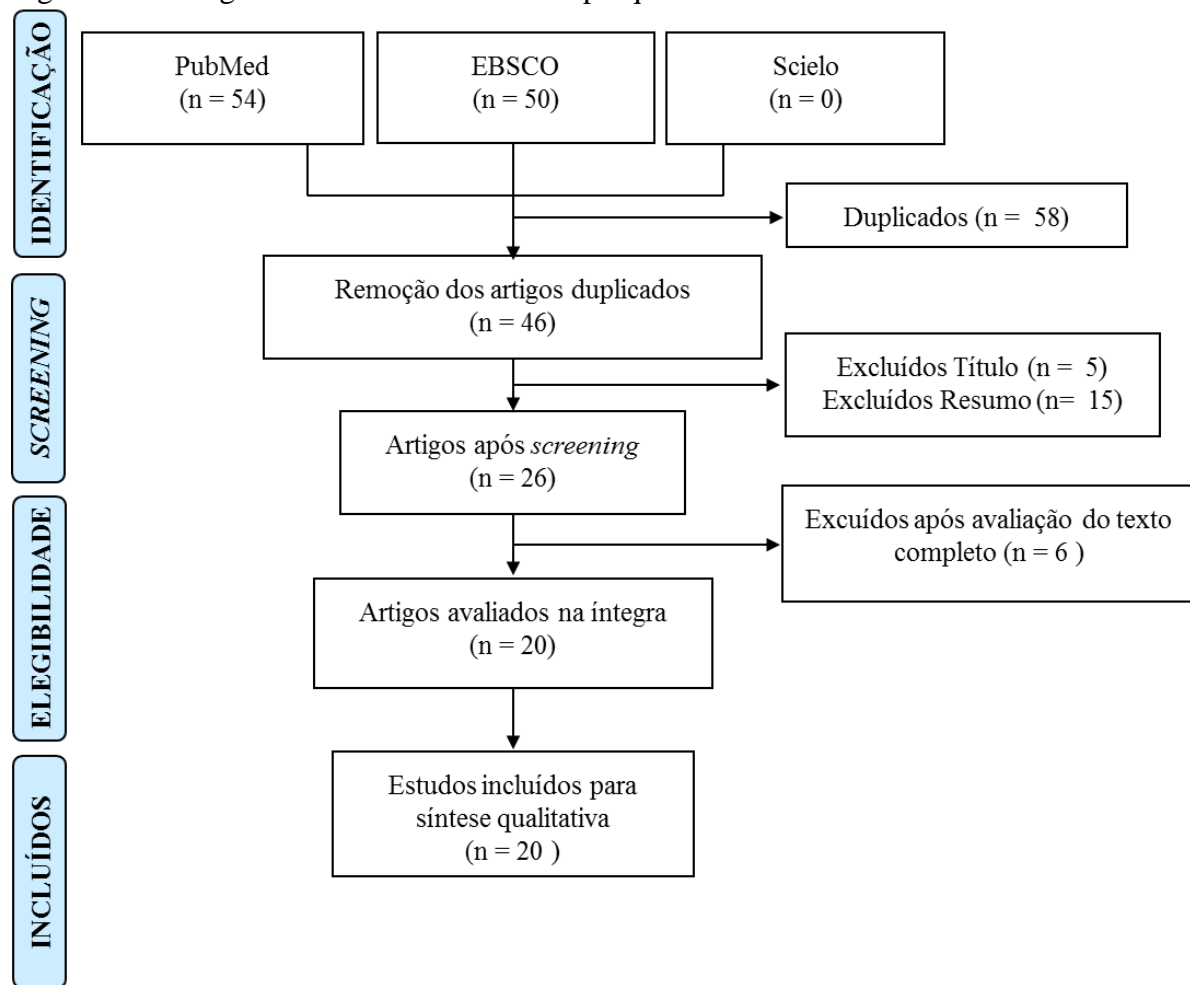 IDENTIFICAÇÃO
PubMed
(n = 54)
EBSCO
(n = 50)
Scielo
(n = 0)
Duplicados (n = 58)
Remoção dos artigos duplicados
(n = 46)
SCREENING
Excluídos Título (n = 5)
Excluídos Resumo (n= 15)
Artigos após screening
(n = 26)
ELEGIBILIDADE
Excuídos após avaliação do texto
completo (n = 6 )
Artigos avaliados na íntegra
(n = 20)
INCLUÍDOS
Estudos incluídos para
síntese qualitativa
(n = 20 )